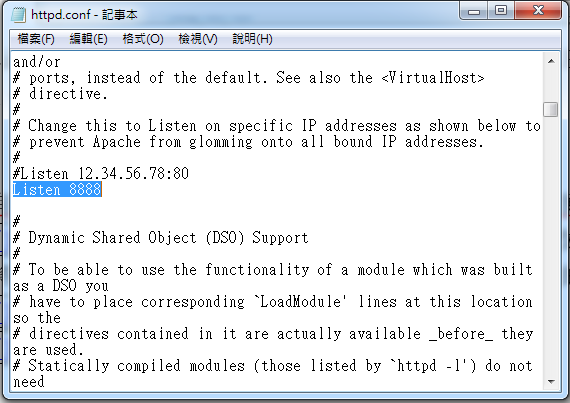 httpd.conf - 記事本
檔案(F) 編輯(E) 格式(O) 檢視(V) 說明(H)
and/or
# ports, instead of the default. See also the <VirtualHost>
# directive.
#
# Change this to Listen on specific IP addresses as shown below to
# prevent Apache from glomming onto all bound IP addresses.
#
#Listen 12.34.56.78:80
Listen 8888
#
# Dynamic Shared Object (DSO) Support
#
# To be able to use the functionality of a module which was built
as a DSO you
# have to place corresponding `LoadModule' lines at this location
so the
# directives contained in it are actually available _before_ they
are used.
# Statically compiled modules (those listed by `httpd -l') do not
need